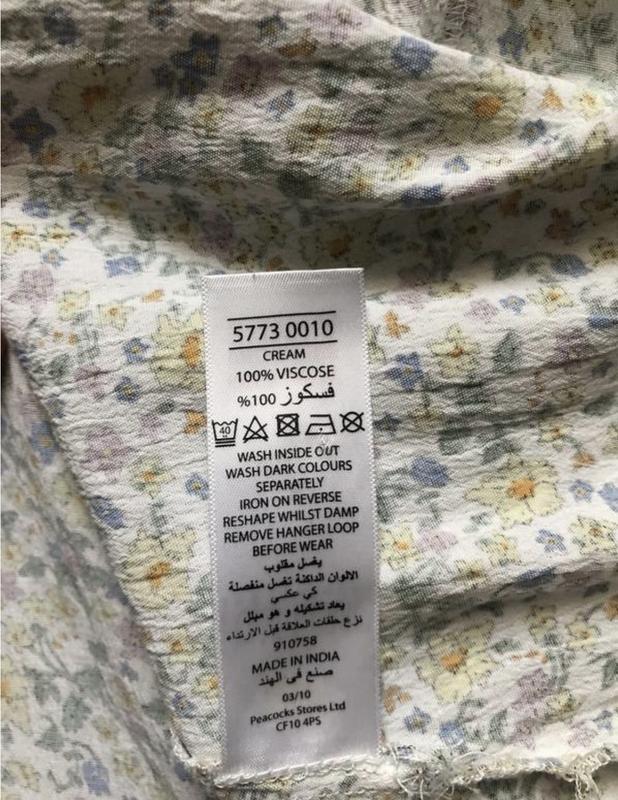 5773 0010
CREAM
100% VISCOSE
%100 فسكوز
40
WASH INSIDE OUT
WASH DARK COLOURS
SEPARATELY
IRON ON REVERSE
RESHAPE WHILST DAMP
REMOVE HANGER LOOP
BEFORE WEAR
يغسل مقلوب
الالوان الداكنة تغسل منفصلة
كي عكسي
يعاد تشكيله و هو مبلل
نزع حلقات العلاقة قبل الارتداء
910758
MADE IN INDIA
صنع فى الهند
03/10
Peacocks Stores Ltd
CF10 4PS